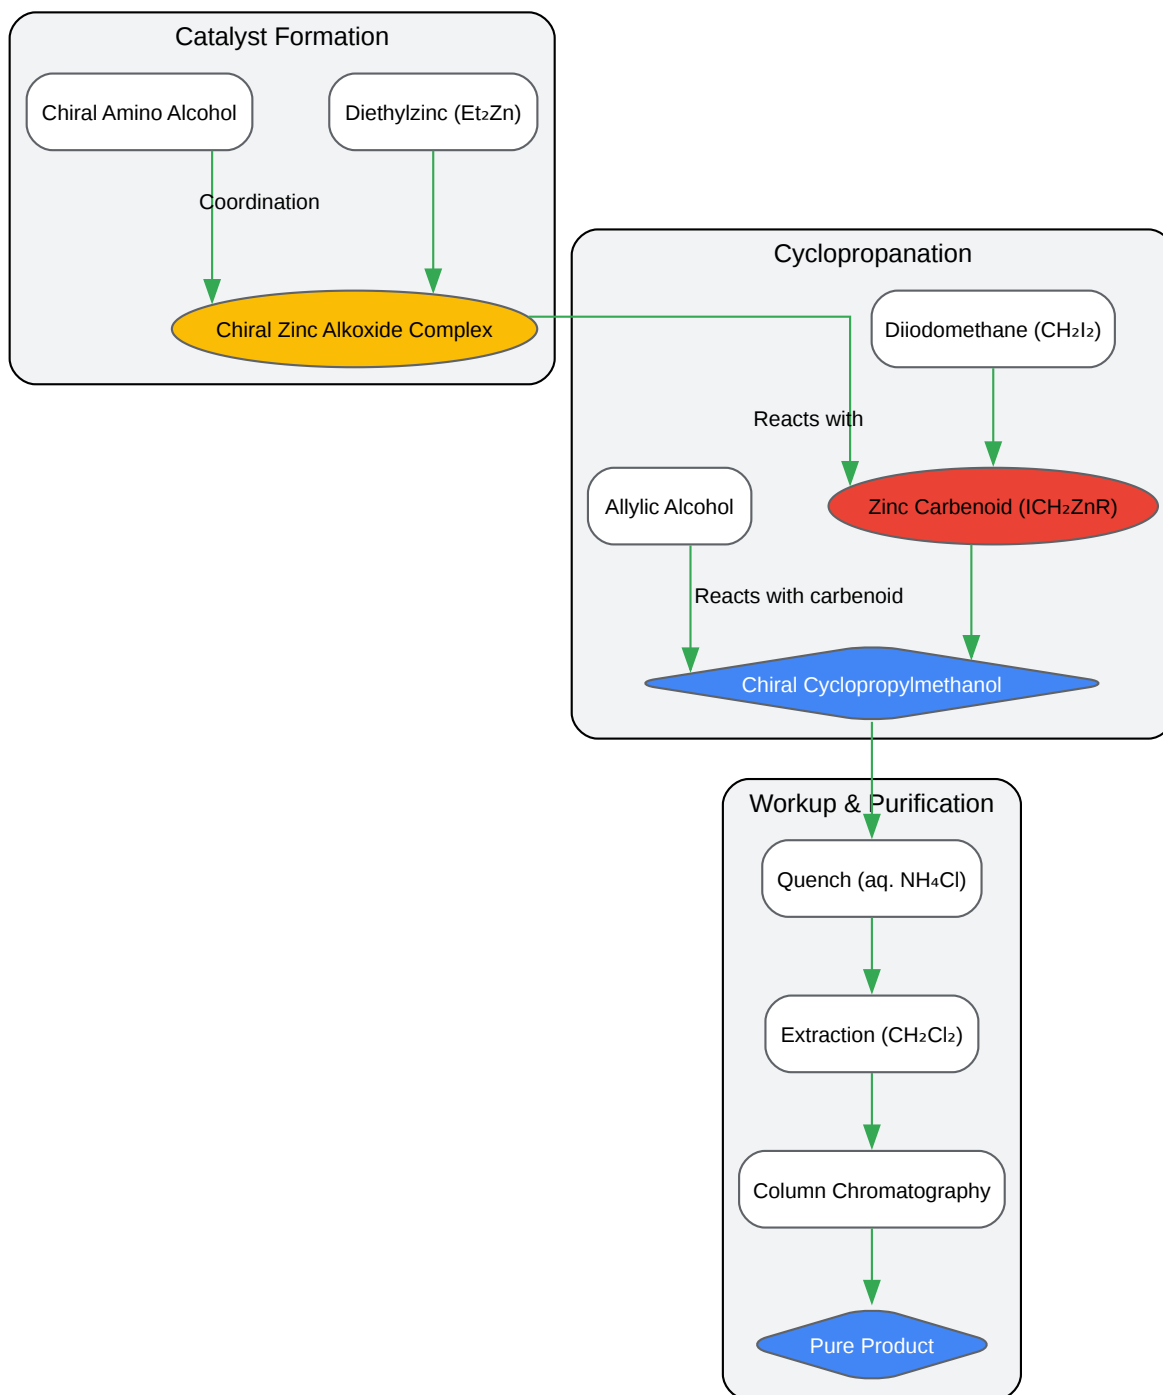 Catalyst Formation
Chiral Amino Alcohol
Diethylzinc (Et₂Zn)
Coordination
Chiral Zinc Alkoxide Complex
Cyclopropanation
Diiodomethane (CH₂I₂)
Reacts with
Allylic Alcohol
Zinc Carbenoid (ICH₂ZnR)
Reacts with carbenoid
Chiral Cyclopropylmethanol
Workup & Purification
Quench (aq. NH₄Cl)
Extraction (CH₂Cl₂)
Column Chromatography
Pure Product